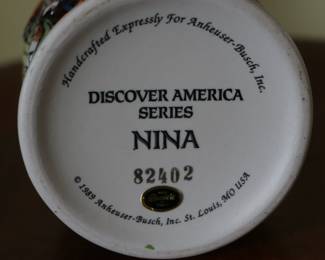 Handcrafted Expressly For Anheuser-Busch, Inc.
DISCOVER AMERICA
SERIES
NINA
82402
© 1989 Anheuser-Busch, Inc. St. Louis, MO USA